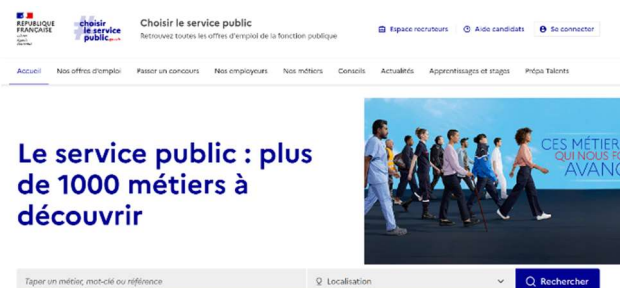 RÉPUBLIQUE
FRANÇAISE
choisir
le service
public
Choisir le service public
Retrouvez toutes les offres d'emploi de la fonction publique
Espace recruteurs
Aide candidats
Se connecter
Accueil
Nos offres d'emploi
Passer un concours
Nos employeurs
Nos métiers
Conseils
Actualités
Apprentissages et stages
Prépa Talents
Le service public : plus
de 1000 métiers à
découvrir
CES MÉTIER
QUI NOUS FO
AVANC
Taper un métier, mot-clé ou référence
Localisation
Rechercher